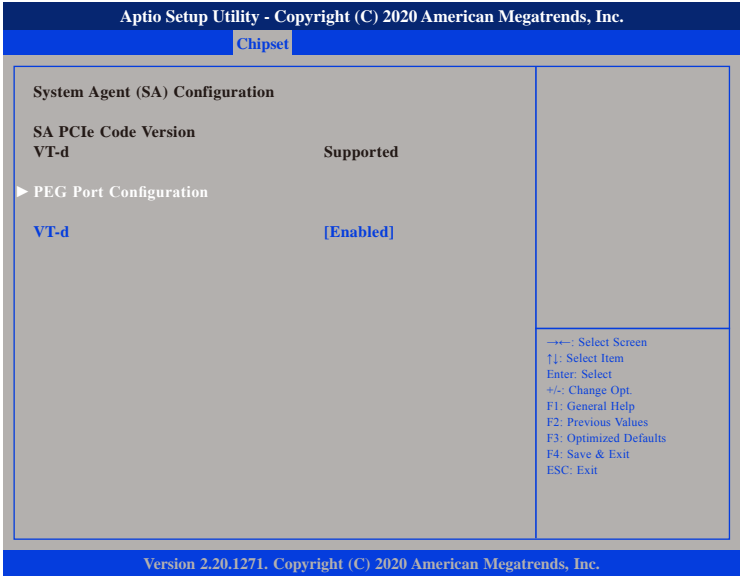 Aptio Setup Utility - Copyright (C) 2020 American Megatrends, Inc.
Chipset
System Agent (SA) Configuration
SA PCIe Code Version
VT-d Supported
► PEG Port Configuration
VT-d [Enabled]
→←: Select Screen
↑↓: Select Item
Enter: Select
+/-: Change Opt.
F1: General Help
F2: Previous Values
F3: Optimized Defaults
F4: Save & Exit
ESC: Exit
Version 2.20.1271. Copyright (C) 2020 American Megatrends, Inc.